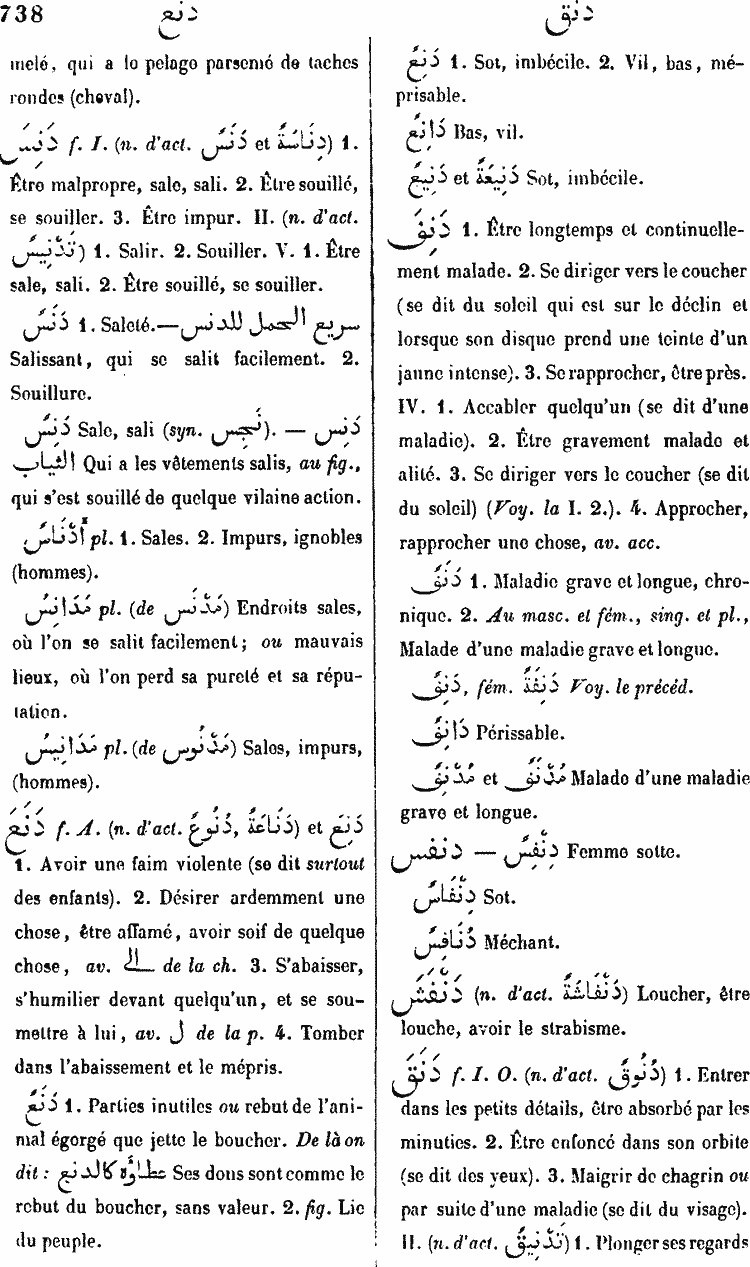 738 دنع دنق
melé, qui a le pelage parsemé de taches
rondes (cheval).
دَنِسَ f. I. (n. d'act. دَنَسٌ et دِنَاسَةٌ) 1.
Être malpropre, sale, sali. 2. Être souillé,
se souiller. 3. Être impur. II. (n. d'act.
تَدْنِيسٌ) 1. Salir. 2. Souiller. V. 1. Être
sale, sali. 2. Être souillé, se souiller.
دَنَسٌ 1. Saleté.—سريع الحمل للدنس
Salissant, qui se salit facilement. 2.
Souillure.
دَنِسٌ Sale, sali (syn. نجِس). — دَنِس
الثياب Qui a les vêtements salis, au fig.,
qui s'est souillé de quelque vilaine action.
أَدْنَاسٌ pl. 1. Sales. 2. Impurs, ignobles
(hommes).
مَدَانِسُ pl. (de مَدْنَس) Endroits sales,
où l'on se salit facilement; ou mauvais
lieux, où l'on perd sa pureté et sa répu-
tation.
مَدَانِيسُ pl. (de مَدْنُوس) Sales, impurs,
(hommes).
دَنَعَ f. A. (n. d'act. دُنُوعٌ, دَنَاعَةٌ) et دَنِعَ
1. Avoir une faim violente (se dit surtout
des enfants). 2. Désirer ardemment une
chose, être affamé, avoir soif de quelque
chose, av. الـ de la ch. 3. S'abaisser,
s'humilier devant quelqu'un, et se sou-
mettre à lui, av. ل de la p. 4. Tomber
dans l'abaissement et le mépris.
دَنَعٌ 1. Parties inutiles ou rebut de l'ani-
mal égorgé que jette le boucher. De là on
dit : عطاؤه كالدنع Ses dons sont comme le
rebut du boucher, sans valeur. 2. fig. Lie
du peuple.
دَنِعٌ 1. Sot, imbécile. 2. Vil, bas, mé-
prisable.
دَانِعٌ Bas, vil.
دَنِيعٌ et دَنِيعَةٌ Sot, imbécile.
دَنِفَ 1. Être longtemps et continuelle-
ment malade. 2. Se diriger vers le coucher
(se dit du soleil qui est sur le déclin et
lorsque son disque prend une teinte d'un
jaune intense). 3. Se rapprocher, être près.
IV. 1. Accabler quelqu'un (se dit d'une
maladie). 2. Être gravement malade et
alité. 3. Se diriger vers le coucher (se dit
du soleil) (Voy. la I. 2.). 4. Approcher,
rapprocher une chose, av. acc.
دَنَفٌ 1. Maladie grave et longue, chro-
nique. 2. Au masc. et fém., sing. et pl.,
Malade d'une maladie grave et longue.
دَنِفٌ, fém. دَنِفَةٌ Voy. le précéd.
دَانِفٌ Périssable.
مُدْنِفٌ et مُدْنَفٌ Malade d'une maladie
grave et longue.
دنفس — دِنْفِسٌ Femme sotte.
دِنْفَاسٌ Sot.
دُنَافِسٌ Méchant.
دَنْفَشَ (n. d'act. دَنْفَاشَةٌ) Loucher, être
louche, avoir le strabisme.
دَنَقَ f. I. O. (n. d'act. دُنُوقٌ) 1. Entrer
dans les petits détails, être absorbé par les
minuties. 2. Être enfoncé dans son orbite
(se dit des yeux). 3. Maigrir de chagrin ou
par suite d'une maladie (se dit du visage).
II. (n. d'act. تَدْنِيقٌ) 1. Plonger ses regards